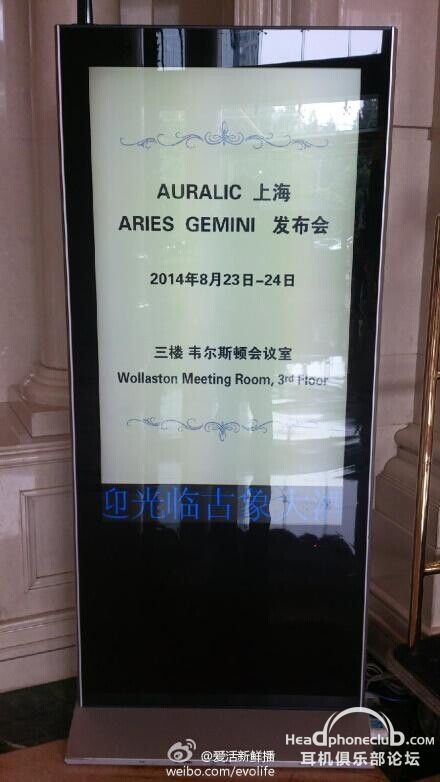 AURALIC 上海
ARIES GEMINI 发布会
2014年8月23日-24日
三楼 韦尔斯顿会议室
Wollaston Meeting Room, 3rd Floor
迎光临古象大酒
@爱活新鲜播
weibo.com/evolife
Headphoneclub.com
耳机俱乐部论坛